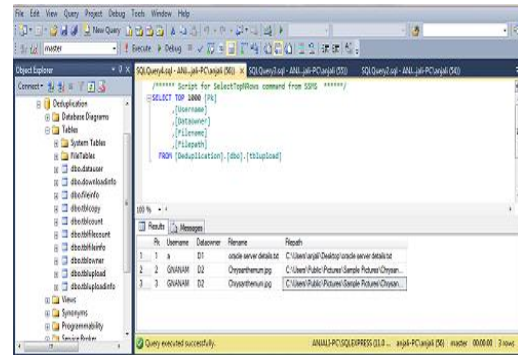 File Edit View Query Project Debug Tools Window Help
New Query
master Execute Debug
Object Explorer
Connect
Deduplication
Database Diagrams
Tables
System Tables
FileTables
dbo.datauser
dbo.downloadinfo
dbo.fileinfo
dbo.tblcopy
dbo.tblcount
dbo.tblfilecount
dbo.tblfileinfo
dbo.tblowner
dbo.tblupload
dbo.tbluploadinfo
Views
Synonyms
Programmability
Service Broker
SQLQuery4.sql - ANJ...jali-PC\anjali (56)) SQLQuery3.sql - ANJ...jali-PC\anjali (55)) SQLQuery2.sql - ANJ...jali-PC\anjali (54))
/****** Script for SelectTopNRows command from SSMS ******/
SELECT TOP 1000 [Pk]
,[Username]
,[Dataowner]
,[Filename]
,[Filepath]
FROM [Deduplication].[dbo].[tblupload]
100 %
Results Messages
Pk Username Dataowner Filename Filepath
1 1 a D1 oracle server details.txt C:\Users\anjali\Desktop\oracle server details.txt
2 2 GNANAM D2 Chrysanthemum.jpg C:\Users\Public\Pictures\Sample Pictures\Chrysan...
3 3 GNANAM D2 Chrysanthemum.jpg C:\Users\Public\Pictures\Sample Pictures\Chrysan...
Query executed successfully. ANJALI-PC\SQLEXPRESS (11.0 ... anjali-PC\anjali (56) master 00:00:00 3 rows